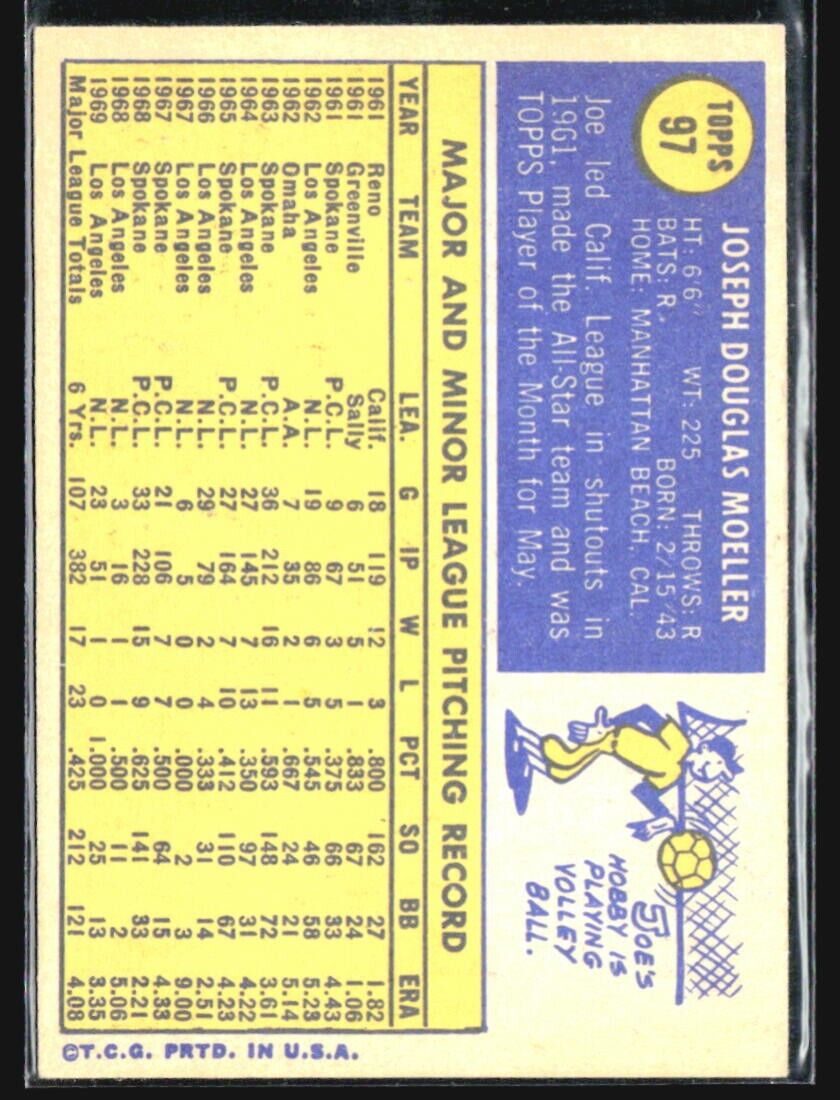 TOPPS
97
JOSEPH DOUGLAS MOELLER
HT: 6'6" WT: 225 THROWS: R
BATS: R BORN: 2/15/43
HOME: MANHATTAN BEACH, CAL.
Joe led Calif. League in shutouts in
1961, made the All-Star team and was
TOPPS Player of the Month for May.
JOE'S
HOBBY IS
PLAYING
VOLLEY
BALL.
MAJOR AND MINOR LEAGUE PITCHING RECORD
YEAR TEAM LEA. G IP W L PCT SO BB ERA
1961 Reno Calif. 18 119 12 3 .800 162 27 1.82
1961 Greenville Sally 6 51 5 1 .833 67 24 1.06
1961 Spokane P.C.L. 9 67 3 5 .375 66 33 4.43
1962 Los Angeles N.L. 19 86 6 5 .545 46 58 5.23
1962 Omaha A.A. 7 35 2 1 .667 24 21 5.14
1963 Spokane P.C.L. 36 212 16 11 .593 148 72 3.61
1964 Los Angeles N.L. 27 145 7 13 .350 97 31 4.22
1965 Spokane P.C.L. 27 164 7 10 .412 110 67 4.23
1966 Los Angeles N.L. 29 79 2 4 .333 31 14 2.51
1967 Los Angeles N.L. 6 5 0 0 .000 2 3 9.00
1967 Spokane P.C.L. 21 106 7 7 .500 64 15 4.33
1968 Spokane P.C.L. 33 228 15 9 .625 141 33 2.21
1968 Los Angeles N.L. 3 16 1 1 .500 11 2 5.06
1969 Los Angeles N.L. 23 51 1 0 1.000 25 13 3.35
Major League Totals 6 Yrs. 107 382 17 23 .425 212 121 4.08
©T.C.G. PRTD. IN U.S.A.